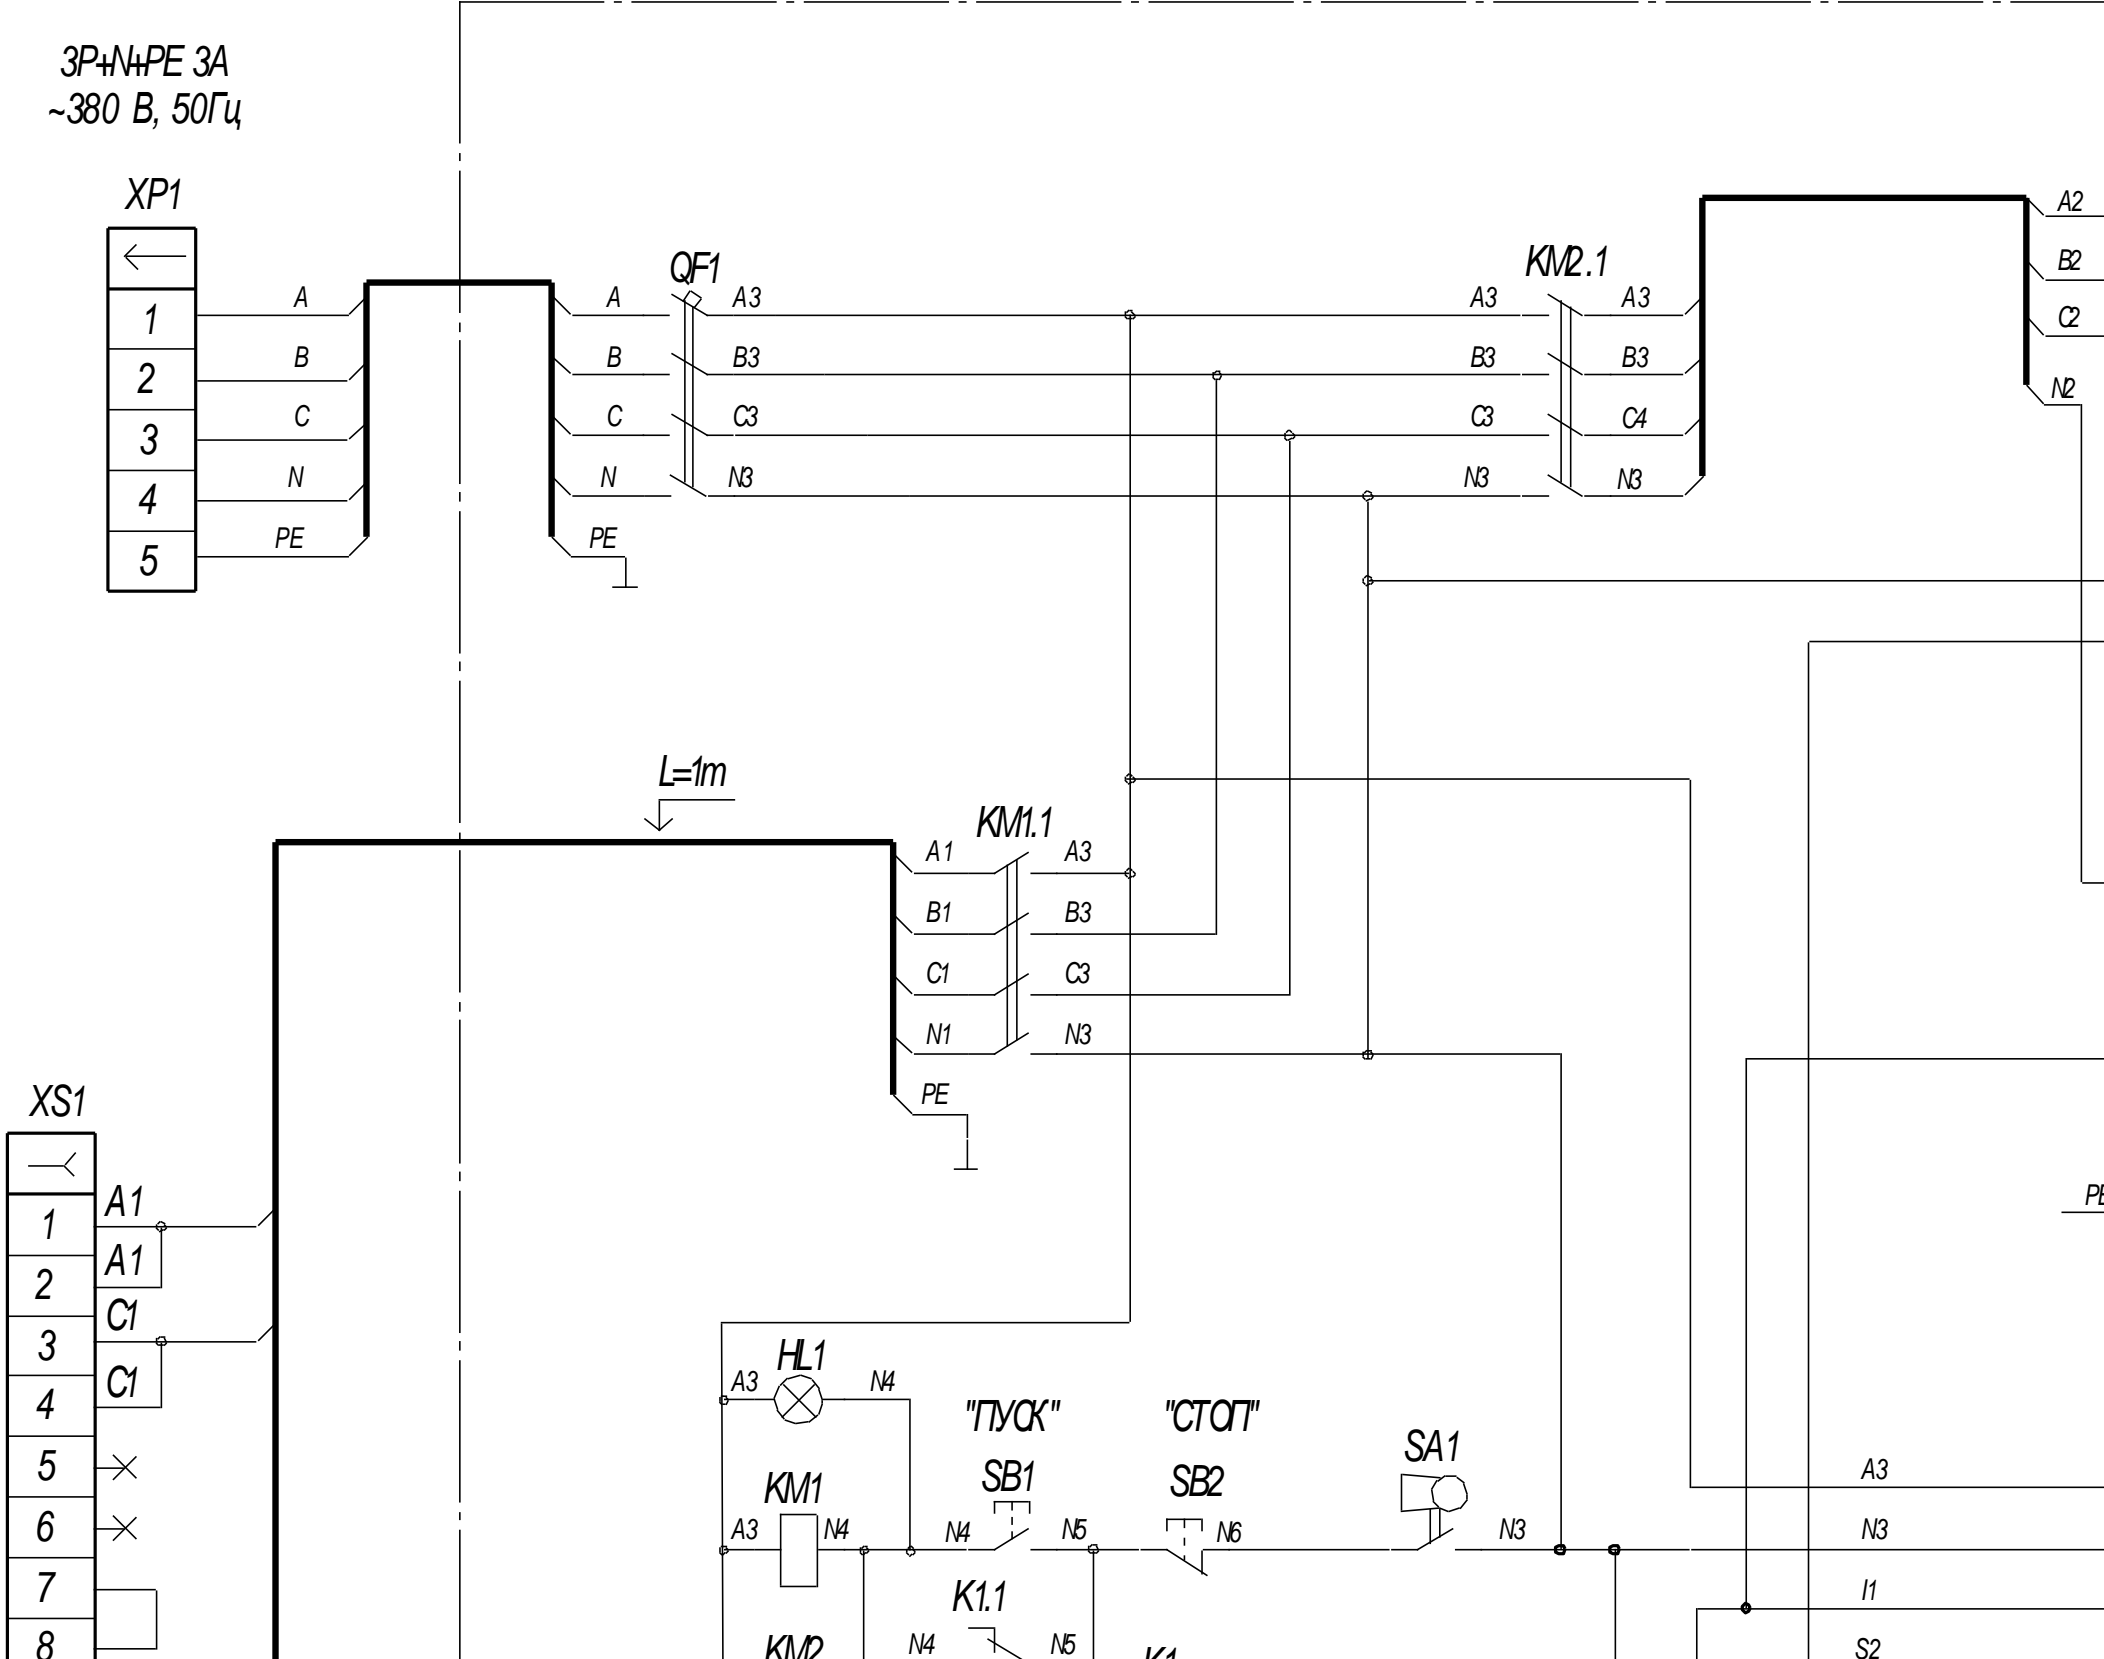 3P+N+PE 3A
~380 В, 50Гц
XP1
1
2
3
4
5
A
B
C
N
PE
A
B
C
N
PE
QF1
A3
B3
C3
N3
A3
B3
C3
N3
KM2.1
A3
B3
C4
N3
A2
B2
C2
N2
L=1m
KM1.1
A1
B1
C1
N1
PE
A3
B3
C3
N3
XS1
1
2
3
4
5
6
7
8
A1
A1
C1
C1
PE
HL1
A3
N4
"ПУСК"
"СТОП"
SA1
KM1
SB1
SB2
A3
N4
N4
N5
N6
N3
A3
N3
I1
S2
K1.1
KM2
N4
N5
K1